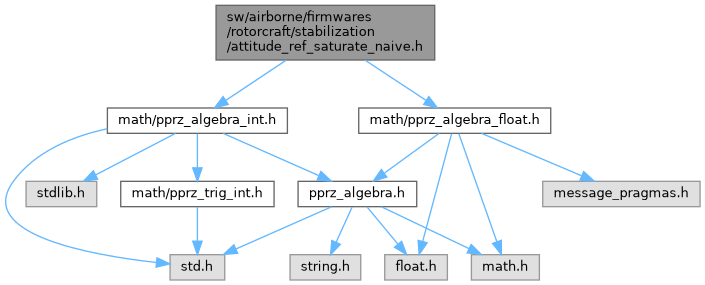 sw/airborne/firmwares
/rotorcraft/stabilization
/attitude_ref_saturate_naive.h
math/pprz_algebra_int.h
math/pprz_algebra_float.h
stdlib.h
math/pprz_trig_int.h
pprz_algebra.h
message_pragmas.h
std.h
string.h
float.h
math.h